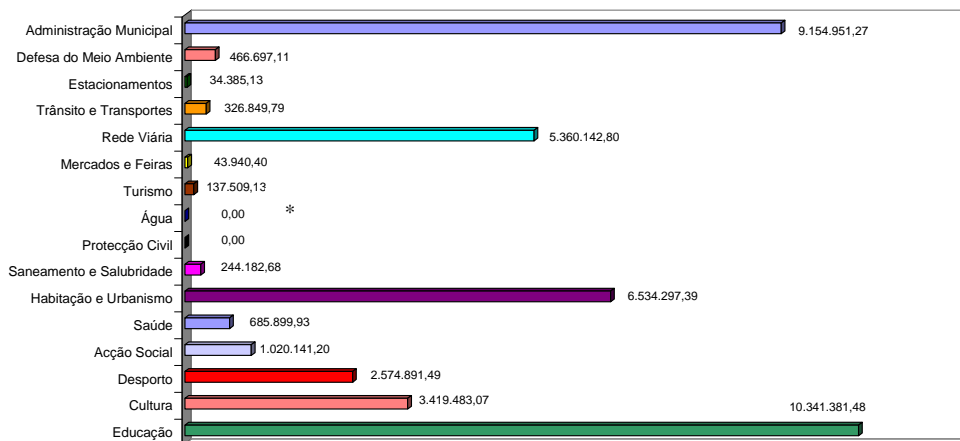 Administração Municipal 9.154.951,27
Defesa do Meio Ambiente 466.697,11
Estacionamentos 34.385,13
Trânsito e Transportes 326.849,79
Rede Viária 5.360.142,80
Mercados e Feiras 43.940,40
Turismo 137.509,13
Água 0,00 *
Protecção Civil 0,00
Saneamento e Salubridade 244.182,68
Habitação e Urbanismo 6.534.297,39
Saúde 685.899,93
Acção Social 1.020.141,20
Desporto 2.574.891,49
Cultura 3.419.483,07
Educação 10.341.381,48